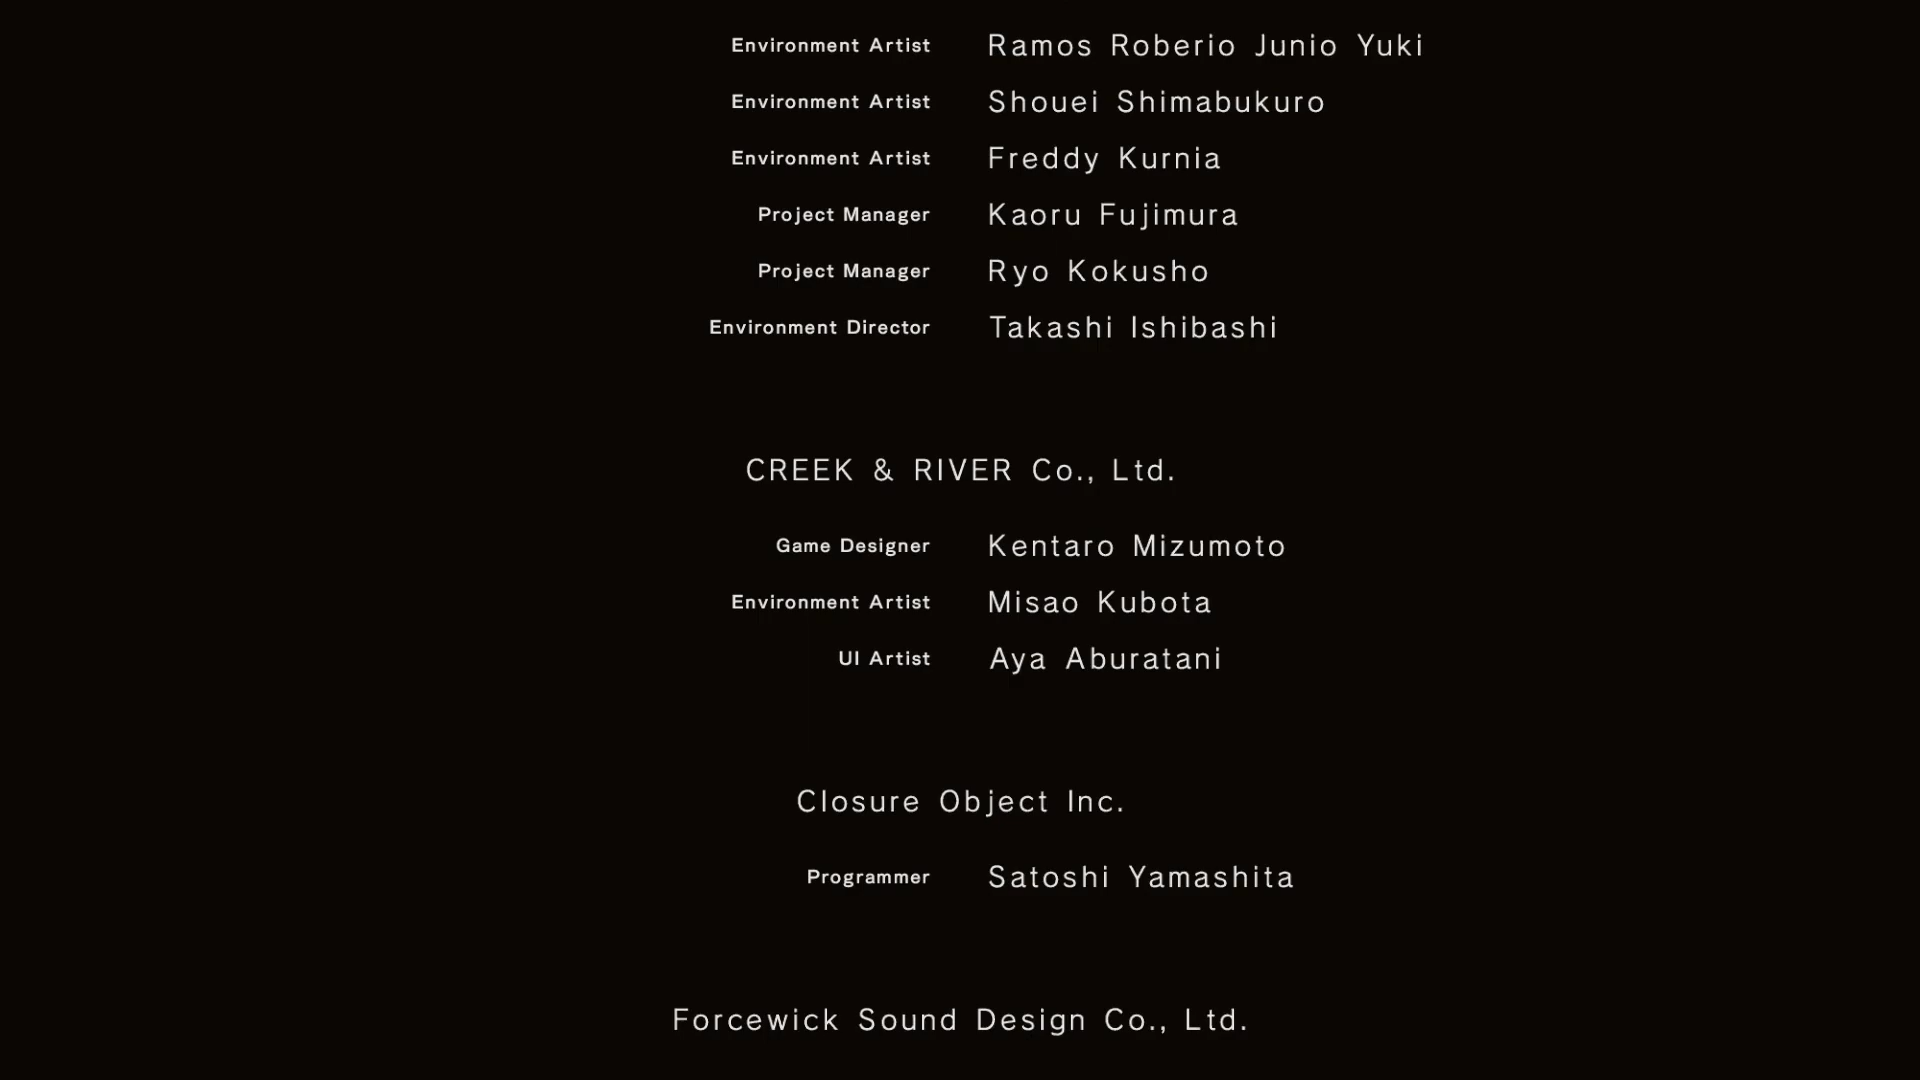 Environment Artist Ramos Roberio Junio Yuki
Environment Artist Shouei Shimabukuro
Environment Artist Freddy Kurnia
Project Manager Kaoru Fujimura
Project Manager Ryo Kokusho
Environment Director Takashi Ishibashi
CREEK & RIVER Co., Ltd.
Game Designer Kentaro Mizumoto
Environment Artist Misao Kubota
UI Artist Aya Aburatani
Closure Object Inc.
Programmer Satoshi Yamashita
Forcewick Sound Design Co., Ltd.